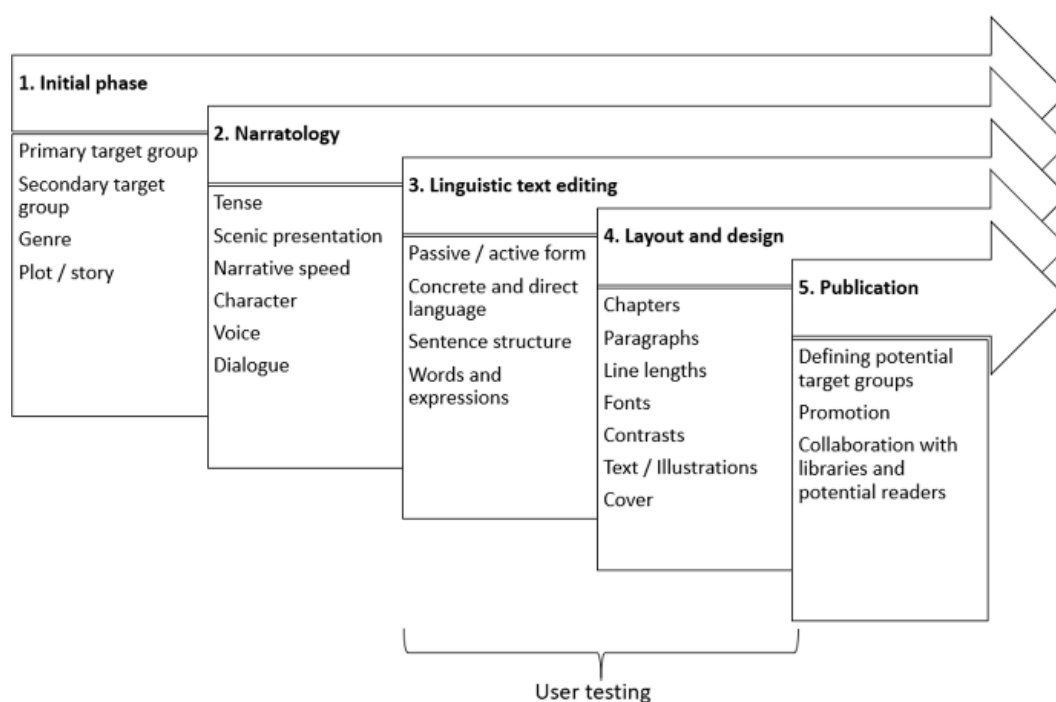 1. Initial phase
Primary target group
Secondary target
group
Genre
Plot / story
2. Narratology
Tense
Scenic presentation
Narrative speed
Character
Voice
Dialogue
3. Linguistic text editing
Passive / active form
Concrete and direct
language
Sentence structure
Words and
expressions
4. Layout and design
Chapters
Paragraphs
Line lengths
Fonts
Contrasts
Text / Illustrations
Cover
5. Publication
Defining potential
target groups
Promotion
Collaboration with
libraries and
potential readers
User testing